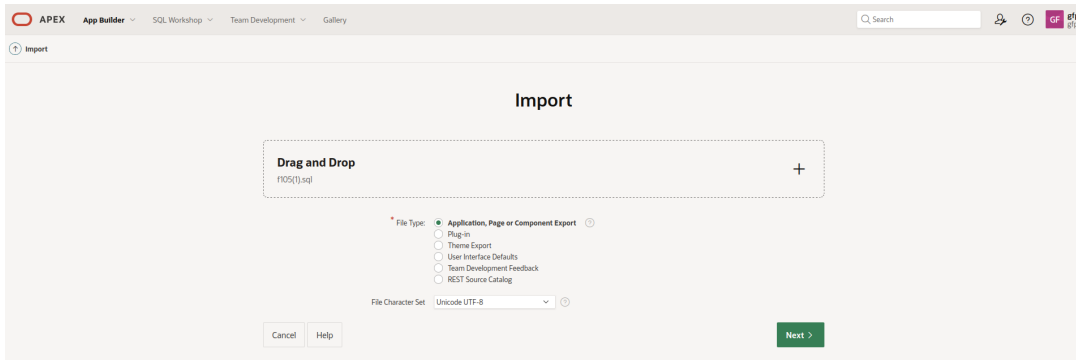 APEX App Builder SQL Workshop Team Development Gallery Search GF
Import
Import
Drag and Drop
f105(1).sql
* File Type: Application, Page or Component Export
Plug-in
Theme Export
User Interface Defaults
Team Development Feedback
REST Source Catalog
File Character Set Unicode UTF-8
Cancel Help Next >